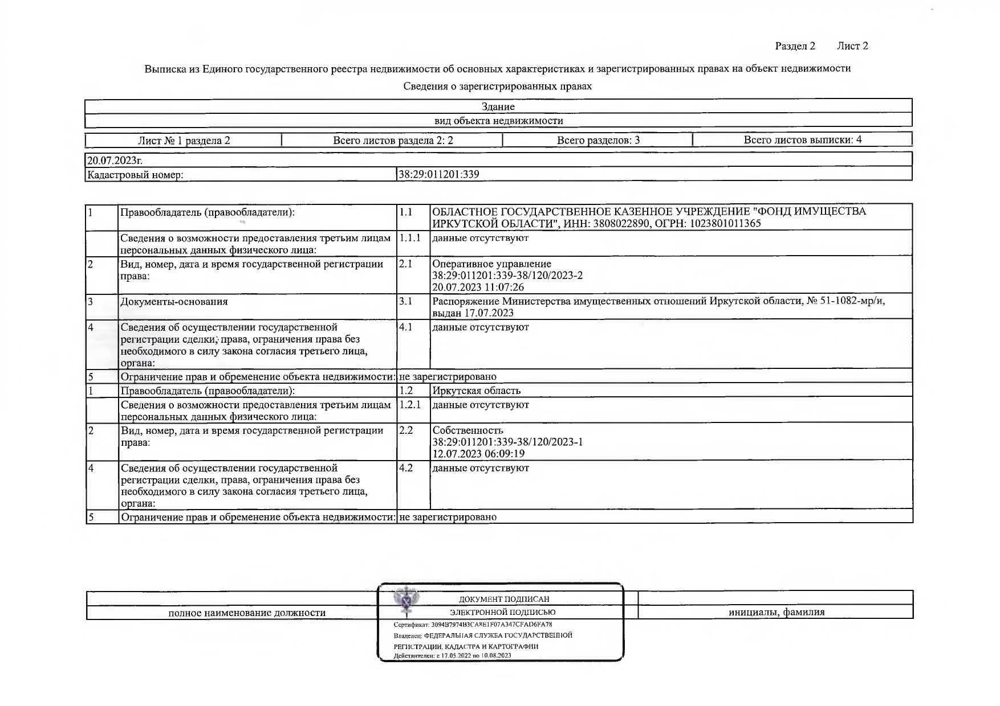 Раздел 2 Лист 2
Выписка из Единого государственного реестра недвижимости об основных характеристиках и зарегистрированных правах на объект недвижимости
Сведения о зарегистрированных правах
Здание
вид объекта недвижимости
Лист № 1 раздела 2 Всего листов раздела 2: 2 Всего разделов: 3 Всего листов выписки: 4
20.07.2023г.
Кадастровый номер: 38:29:011201:339
1 Правообладатель (правообладатели): 1.1 ОБЛАСТНОЕ ГОСУДАРСТВЕННОЕ КАЗЕННОЕ УЧРЕЖДЕНИЕ "ФОНД ИМУЩЕСТВА
ИРКУТСКОЙ ОБЛАСТИ", ИНН: 3808022890, ОГРН: 1023801011365
Сведения о возможности предоставления третьим лицам 1.1.1 данные отсутствуют
персональных данных физического лица:
2 Вид, номер, дата и время государственной регистрации 2.1 Оперативное управление
права: 38:29:011201:339-38/120/2023-2
20.07.2023 11:07:26
3 Документы-основания 3.1 Распоряжение Министерства имущественных отношений Иркутской области, № 51-1082-мр/и,
выдан 17.07.2023
4 Сведения об осуществлении государственной 4.1 данные отсутствуют
регистрации сделки, права, ограничения права без
необходимого в силу закона согласия третьего лица,
органа:
5 Ограничение прав и обременение объекта недвижимости: не зарегистрировано
1 Правообладатель (правообладатели): 1.2 Иркутская область
Сведения о возможности предоставления третьим лицам 1.2.1 данные отсутствуют
персональных данных физического лица:
2 Вид, номер, дата и время государственной регистрации 2.2 Собственность
права: 38:29:011201:339-38/120/2023-1
12.07.2023 06:09:19
4 Сведения об осуществлении государственной 4.2 данные отсутствуют
регистрации сделки, права, ограничения права без
необходимого в силу закона согласия третьего лица,
органа:
5 Ограничение прав и обременение объекта недвижимости: не зарегистрировано
ДОКУМЕНТ ПОДПИСАН
полное наименование должности ЭЛЕКТРОННОЙ ПОДПИСЬЮ инициалы, фамилия
Сертификат: 3094B7974B3CA8E1F07A347CFAD6FA78
Владелец: ФЕДЕРАЛЬНАЯ СЛУЖБА ГОСУДАРСТВЕННОЙ
РЕГИСТРАЦИИ, КАДАСТРА И КАРТОГРАФИИ
Действителен: с 17.05.2022 по 10.08.2023